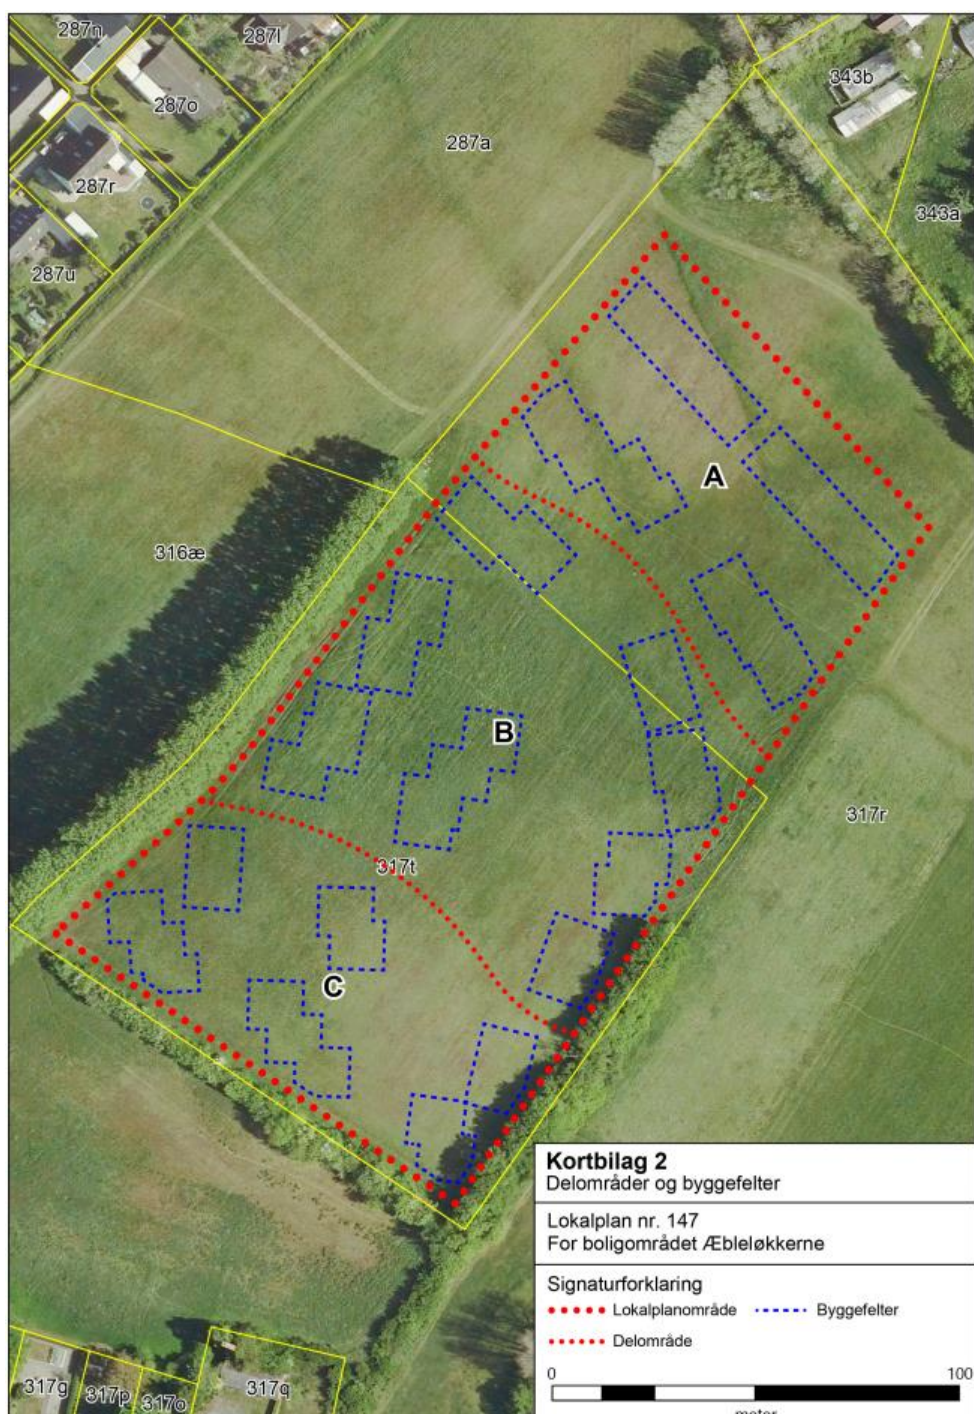 287n
287l
287o
343b
287a
287r
343a
287u
A
316æ
B
317r
317t
C
Kortbilag 2
Delområder og byggefelter
Lokalplan nr. 147
For boligområdet Æbleløkkerne
Signaturforklaring
Lokalplanområde
Byggefelter
Delområde
0
100
meter
317g
317p
317o
317q